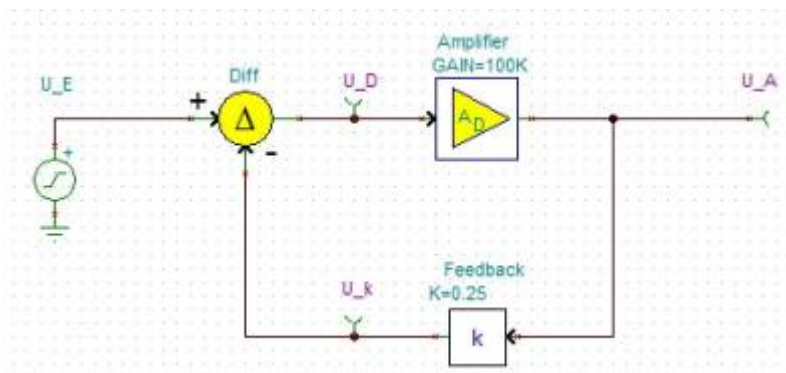 Amplifier
GAIN=100K
U_E
Diff
U_D
U_A
+
Δ
A_D
-
+
Feedback
K=0.25
U_k
k